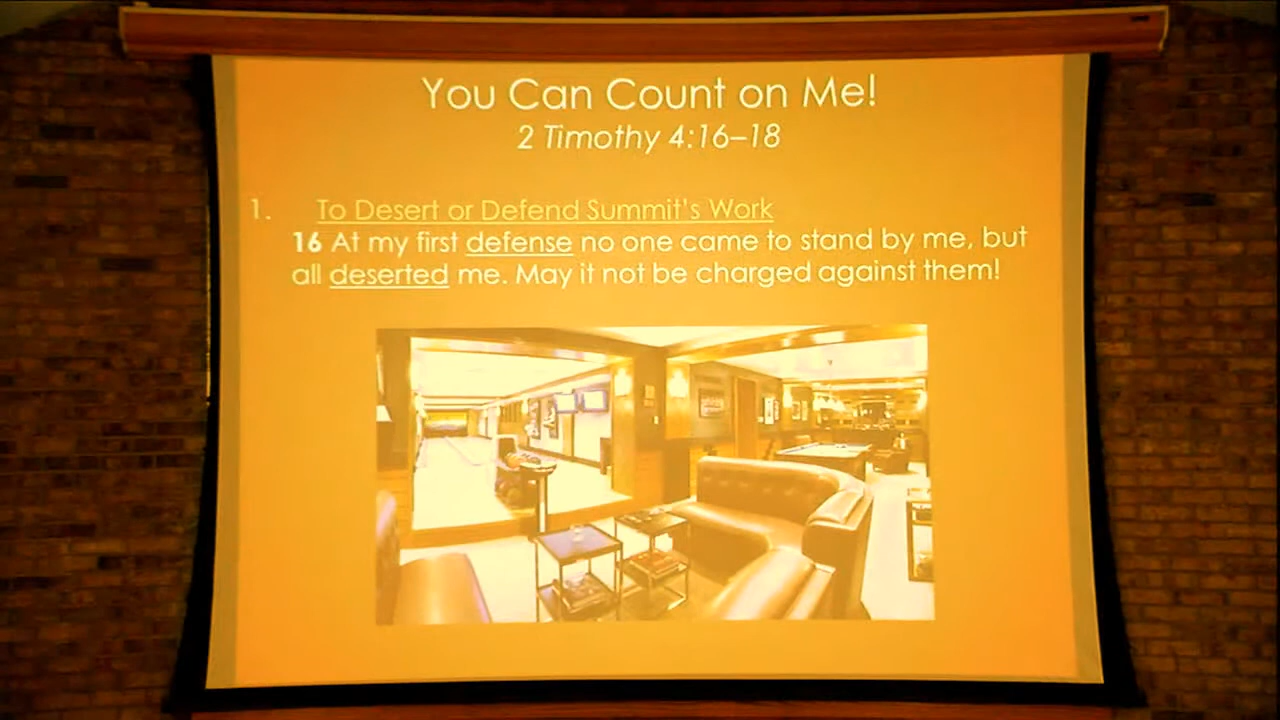 You Can Count on Me!
2 Timothy 4:16–18
1. To Desert or Defend Summit's Work
16 At my first defense no one came to stand by me, but
all deserted me. May it not be charged against them!